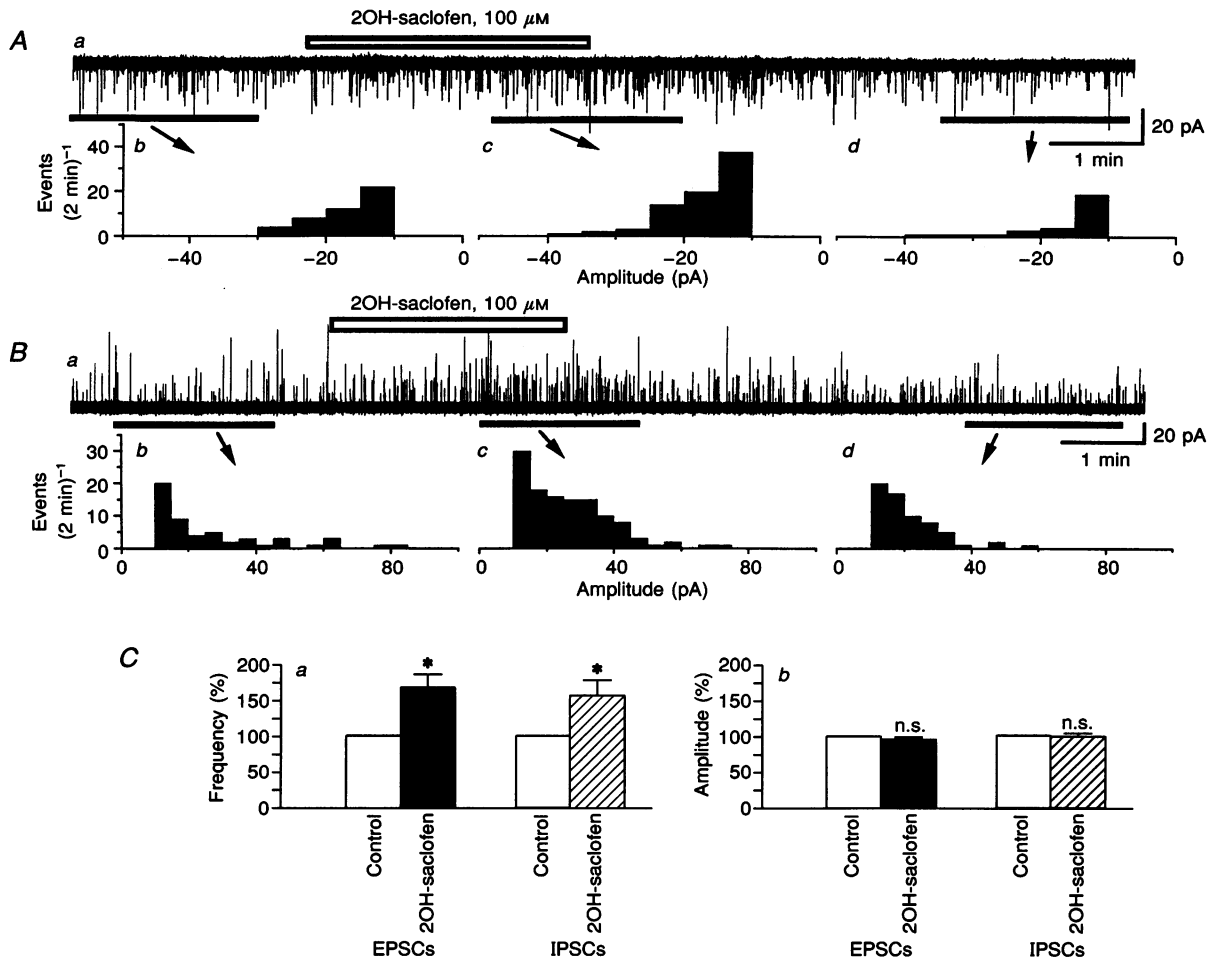 2OH-saclofen, 100 μM
A
a
20 pA
1 min
b
c
d
Events
(2 min)⁻¹
40
20
0
−40
−20
0
−40
−20
0
−40
−20
0
Amplitude (pA)
2OH-saclofen, 100 μM
B
a
20 pA
1 min
b
c
d
Events
(2 min)⁻¹
30
20
10
0
0
40
80
0
40
80
0
40
80
Amplitude (pA)
C
a
Frequency (%)
200
150
100
50
0
*
*
Control
2OH-saclofen
Control
2OH-saclofen
EPSCs
IPSCs
b
Amplitude (%)
200
150
100
50
0
n.s.
n.s.
Control
2OH-saclofen
Control
2OH-saclofen
EPSCs
IPSCs